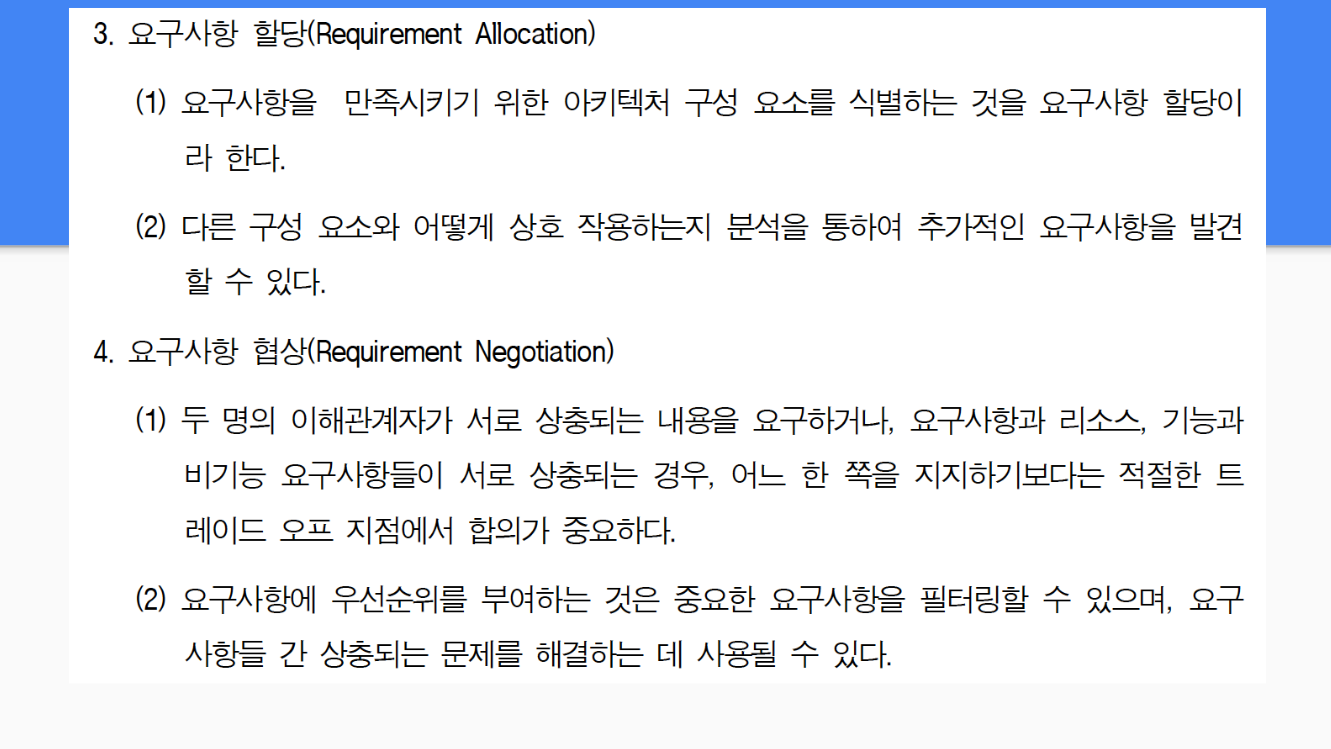 3. 요구사항 할당(Requirement Allocation)
(1) 요구사항을 만족시키기 위한 아키텍처 구성 요소를 식별하는 것을 요구사항 할당이
라 한다.
(2) 다른 구성 요소와 어떻게 상호 작용하는지 분석을 통하여 추가적인 요구사항을 발견
할 수 있다.
4. 요구사항 협상(Requirement Negotiation)
(1) 두 명의 이해관계자가 서로 상충되는 내용을 요구하거나, 요구사항과 리소스, 기능과
비기능 요구사항들이 서로 상충되는 경우, 어느 한 쪽을 지지하기보다는 적절한 트
레이드 오프 지점에서 합의가 중요하다.
(2) 요구사항에 우선순위를 부여하는 것은 중요한 요구사항을 필터링할 수 있으며, 요구
사항들 간 상충되는 문제를 해결하는 데 사용될 수 있다.